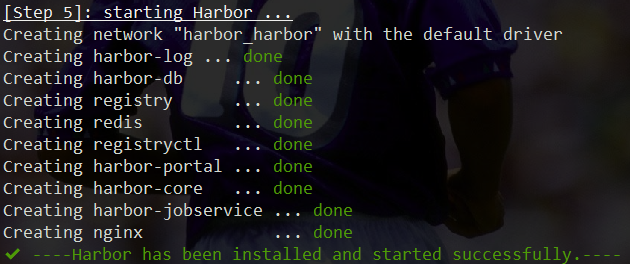 [Step 5]: starting Harbor ...
Creating network "harbor_harbor" with the default driver
Creating harbor-log ... done
Creating harbor-db     ... done
Creating registry      ... done
Creating redis         ... done
Creating registryctl   ... done
Creating harbor-portal ... done
Creating harbor-core   ... done
Creating harbor-jobservice ... done
Creating nginx             ... done
✔ ----Harbor has been installed and started successfully.----